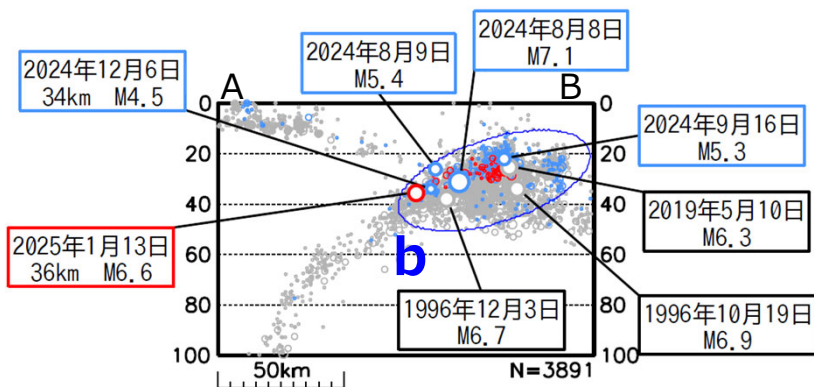 2024年8月8日
M7.1
2024年8月9日
M5.4
2024年12月6日
34km M4.5
A
B
2024年9月16日
M5.3
2019年5月10日
M6.3
1996年10月19日
M6.9
1996年12月3日
M6.7
2025年1月13日
36km M6.6
b
0
20
40
60
80
100
0
20
40
60
80
100
50km
N=3891